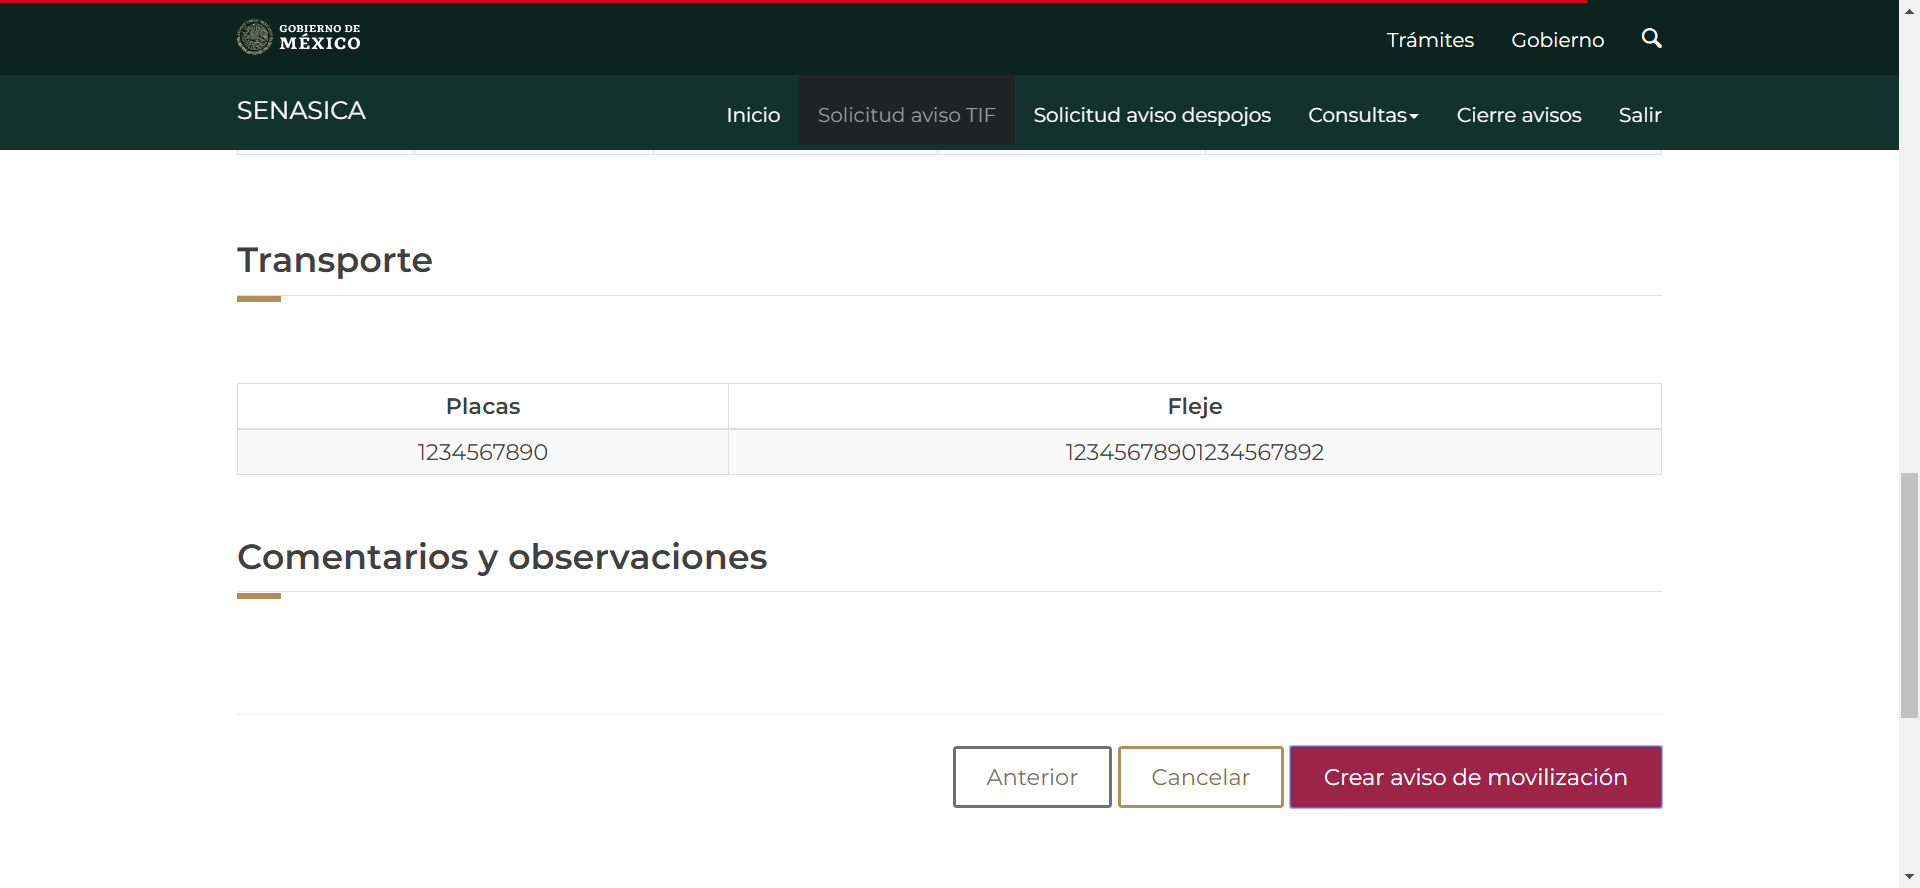 GOBIERNO DE
MÉXICO
Trámites Gobierno
SENASICA Inicio Solicitud aviso TIF Solicitud aviso despojos Consultas Cierre avisos Salir
Transporte
Placas Fleje
1234567890 12345678901234567892
Comentarios y observaciones
Anterior Cancelar Crear aviso de movilización